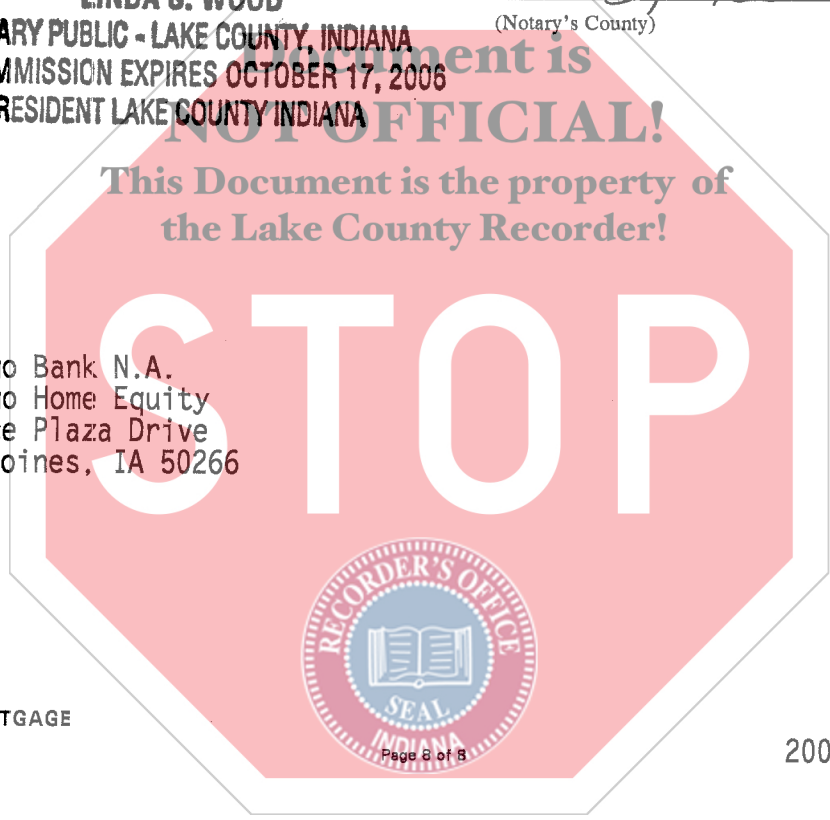 LINDA S. WOOD
ARY PUBLIC - LAKE COUNTY, INDIANA
(Notary's County)
MMISSION EXPIRES OCTOBER 17, 2006
RESIDENT LAKE COUNTY INDIANA
Document is
NOT OFFICIAL!
This Document is the property of
the Lake County Recorder!
STOP
o Bank N.A.
o Home Equity
e Plaza Drive
oines, IA 50266
RECORDER'S OFFICE
SEAL
INDIANA
TGAGE
Page 8 of 8
200